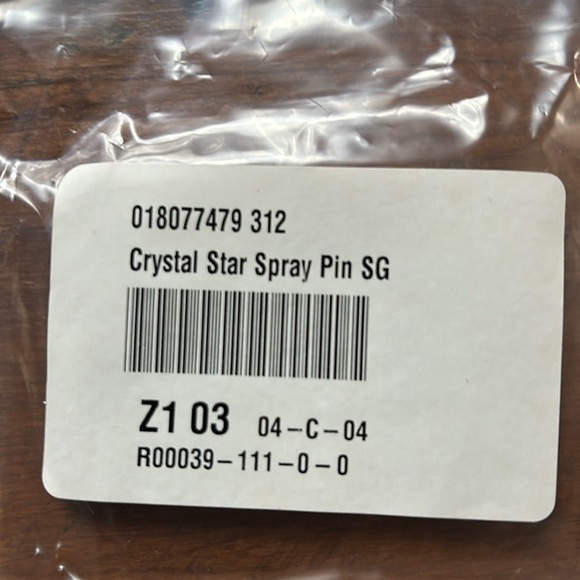 018077479 312
Crystal Star Spray Pin SG
Z1 03 04-C-04
R00039-111-0-0